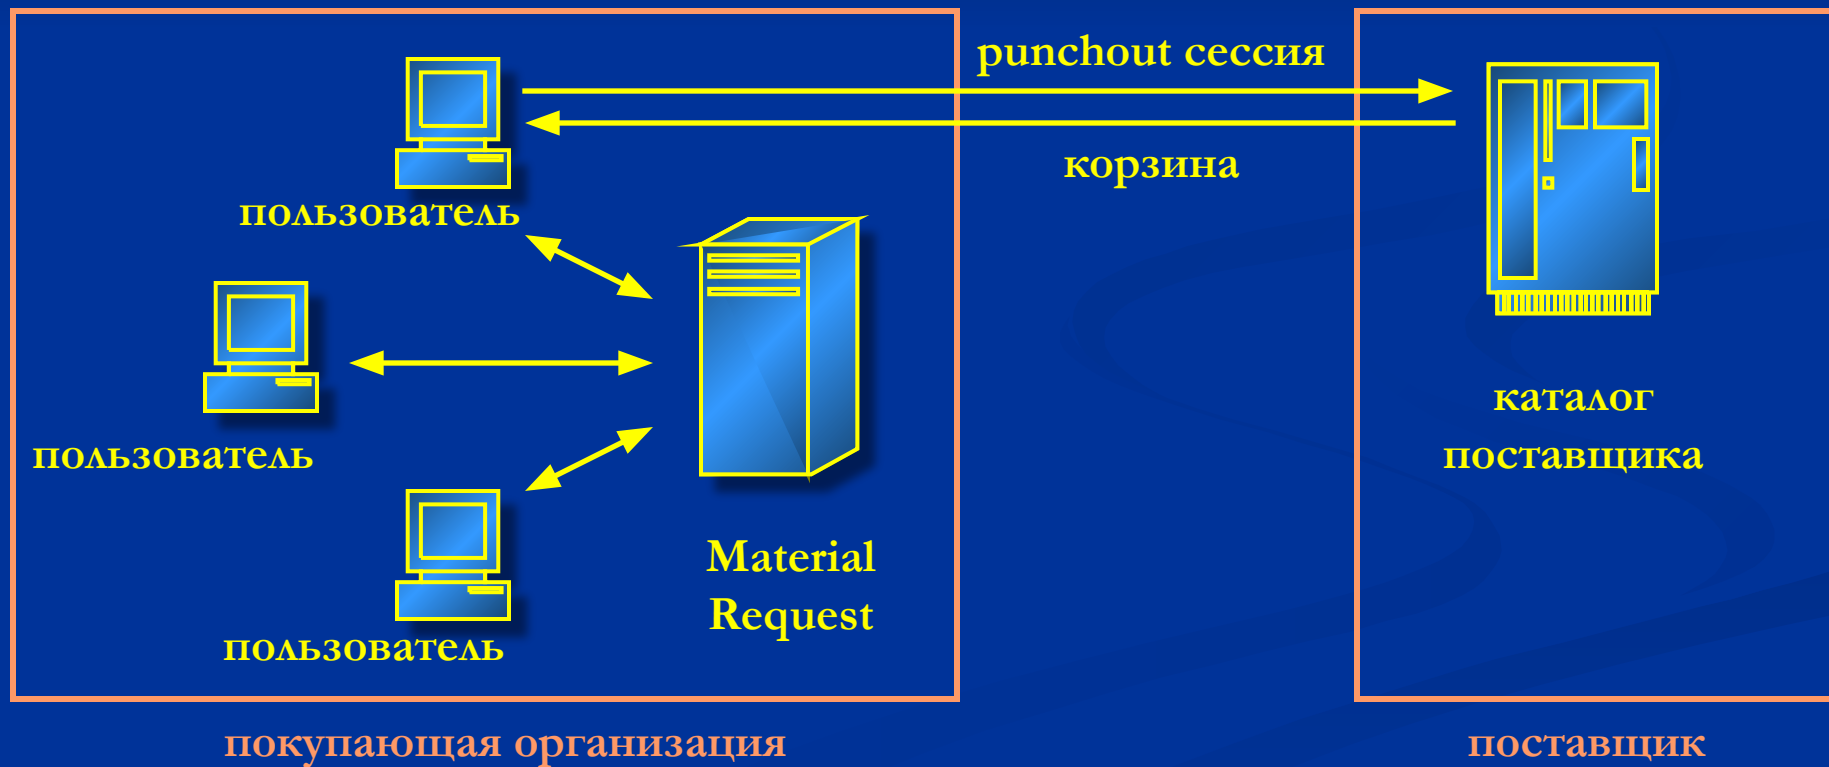 punchout сессия
корзина
пользователь
пользователь
пользователь
Material
Request
каталог
поставщика
покупающая организация
поставщик